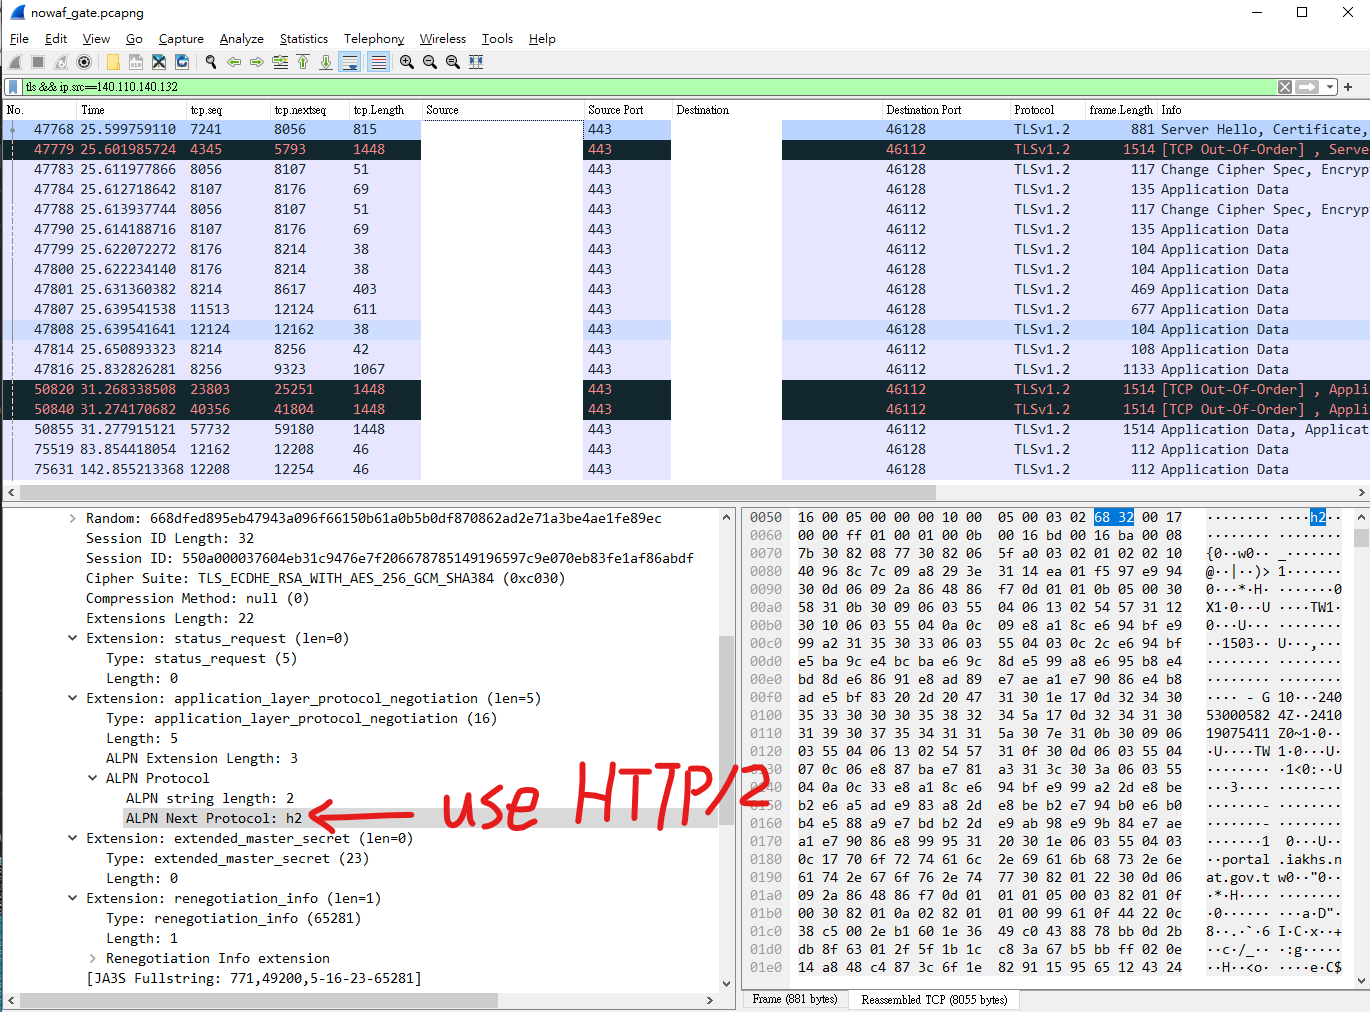 nowaf_gate.pcapng
File Edit View Go Capture Analyze Statistics Telephony Wireless Tools Help
tls && ip.src==140.110.140.132
No. Time tcp.seq tcp.nextseq tcp.Length Source Source Port Destination Destination Port Protocol frame.Length Info
47768 25.599759110 7241 8056 815 443 46128 TLSv1.2 881 Server Hello, Certificate,
47779 25.601985724 4345 5793 1448 443 46112 TLSv1.2 1514 [TCP Out-Of-Order] , Serve
47783 25.611977866 8056 8107 51 443 46128 TLSv1.2 117 Change Cipher Spec, Encryp
47784 25.612718642 8107 8176 69 443 46128 TLSv1.2 135 Application Data
47788 25.613937744 8056 8107 51 443 46112 TLSv1.2 117 Change Cipher Spec, Encryp
47790 25.614188716 8107 8176 69 443 46112 TLSv1.2 135 Application Data
47799 25.622072272 8176 8214 38 443 46112 TLSv1.2 104 Application Data
47800 25.622234140 8176 8214 38 443 46128 TLSv1.2 104 Application Data
47801 25.631360382 8214 8617 403 443 46128 TLSv1.2 469 Application Data
47807 25.639541538 11513 12124 611 443 46128 TLSv1.2 677 Application Data
47808 25.639541641 12124 12162 38 443 46128 TLSv1.2 104 Application Data
47814 25.650893323 8214 8256 42 443 46112 TLSv1.2 108 Application Data
47816 25.832826281 8256 9323 1067 443 46112 TLSv1.2 1133 Application Data
50820 31.268338508 23803 25251 1448 443 46112 TLSv1.2 1514 [TCP Out-Of-Order] , Appli
50840 31.274170682 40356 41804 1448 443 46112 TLSv1.2 1514 [TCP Out-Of-Order] , Appli
50855 31.277915121 57732 59180 1448 443 46112 TLSv1.2 1514 Application Data, Applicat
75519 83.854418054 12162 12208 46 443 46128 TLSv1.2 112 Application Data
75631 142.855213368 12208 12254 46 443 46128 TLSv1.2 112 Application Data
Random: 668dfed895eb47943a096f66150b61a0b5b0df870862ad2e71a3be4ae1fe89ec
Session ID Length: 32
Session ID: 550a000037604eb31c9476e7f206678785149196597c9e070eb83fe1af86abdf
Cipher Suite: TLS_ECDHE_RSA_WITH_AES_256_GCM_SHA384 (0xc030)
Compression Method: null (0)
Extensions Length: 22
Extension: status_request (len=0)
Type: status_request (5)
Length: 0
Extension: application_layer_protocol_negotiation (len=5)
Type: application_layer_protocol_negotiation (16)
Length: 5
ALPN Extension Length: 3
ALPN Protocol
ALPN string length: 2
ALPN Next Protocol: h2
use HTTP/2
Extension: extended_master_secret (len=0)
Type: extended_master_secret (23)
Length: 0
Extension: renegotiation_info (len=1)
Type: renegotiation_info (65281)
Length: 1
Renegotiation Info extension
[JA3S Fullstring: 771,49200,5-16-23-65281]
0050 16 00 05 00 00 00 10 00 05 00 03 02 68 32 00 17
0060 00 00 ff 01 00 01 00 0b 00 16 bd 00 16 ba 00 08
0070 7b 30 82 08 77 30 82 06 5f a0 03 02 01 02 02 10
0080 40 96 8c 7c 09 a8 29 3e 31 14 ea 01 f5 97 e9 94
0090 30 0d 06 09 2a 86 48 86 f7 0d 01 01 0b 05 00 30
00a0 58 31 0b 30 09 06 03 55 04 06 13 02 54 57 31 12
00b0 30 10 06 03 55 04 0a 0c 09 e8 a1 8c e6 94 bf e9
00c0 99 a2 31 35 30 33 06 03 55 04 03 0c 2c e6 94 bf
00d0 e5 ba 9c e4 bc ba e6 9c 8d e5 99 a8 e6 95 b8 e4
00e0 bd 8d e6 86 91 e8 ad 89 e7 ae a1 e7 90 86 e4 b8
00f0 ad e5 bf 83 20 2d 20 47 31 30 1e 17 0d 32 34 30
0100 35 33 30 30 30 35 38 32 34 5a 17 0d 32 34 31 30
0110 31 39 30 37 35 34 31 31 5a 30 7e 31 0b 30 09 06
0120 03 55 04 06 13 02 54 57 31 0f 30 0d 06 03 55 04
07 0c 06 e8 87 ba e7 81 a3 31 3c 30 3a 06 03 55
04 0a 0c 33 e8 a1 8c e6 94 bf e9 99 a2 2d e8 be
b2 e6 a5 ad e9 83 a8 2d e8 be b2 e7 94 b0 e6 b0
0160 b4 e5 88 a9 e7 bd b2 2d e9 ab 98 e9 9b 84 e7 ae
0170 a1 e7 90 86 e8 99 95 31 20 30 1e 06 03 55 04 03
0180 0c 17 70 6f 72 74 61 6c 2e 69 61 6b 68 73 2e 6e
0190 61 74 2e 67 6f 76 2e 74 77 30 82 01 22 30 0d 06
01a0 09 2a 86 48 86 f7 0d 01 01 01 05 00 03 82 01 0f
01b0 00 30 82 01 0a 02 82 01 01 00 99 61 0f 44 22 0c
01c0 38 c5 00 2e b1 60 1e 36 49 c0 43 88 78 bb 0d 2b
01d0 db 8f 63 01 2f 5f 1b 1c c8 3a 67 b5 bb ff 02 0e
01e0 14 a8 48 c4 87 3c 6f 1e 82 91 15 95 65 12 43 24
Frame (881 bytes) Reassembled TCP (8055 bytes)